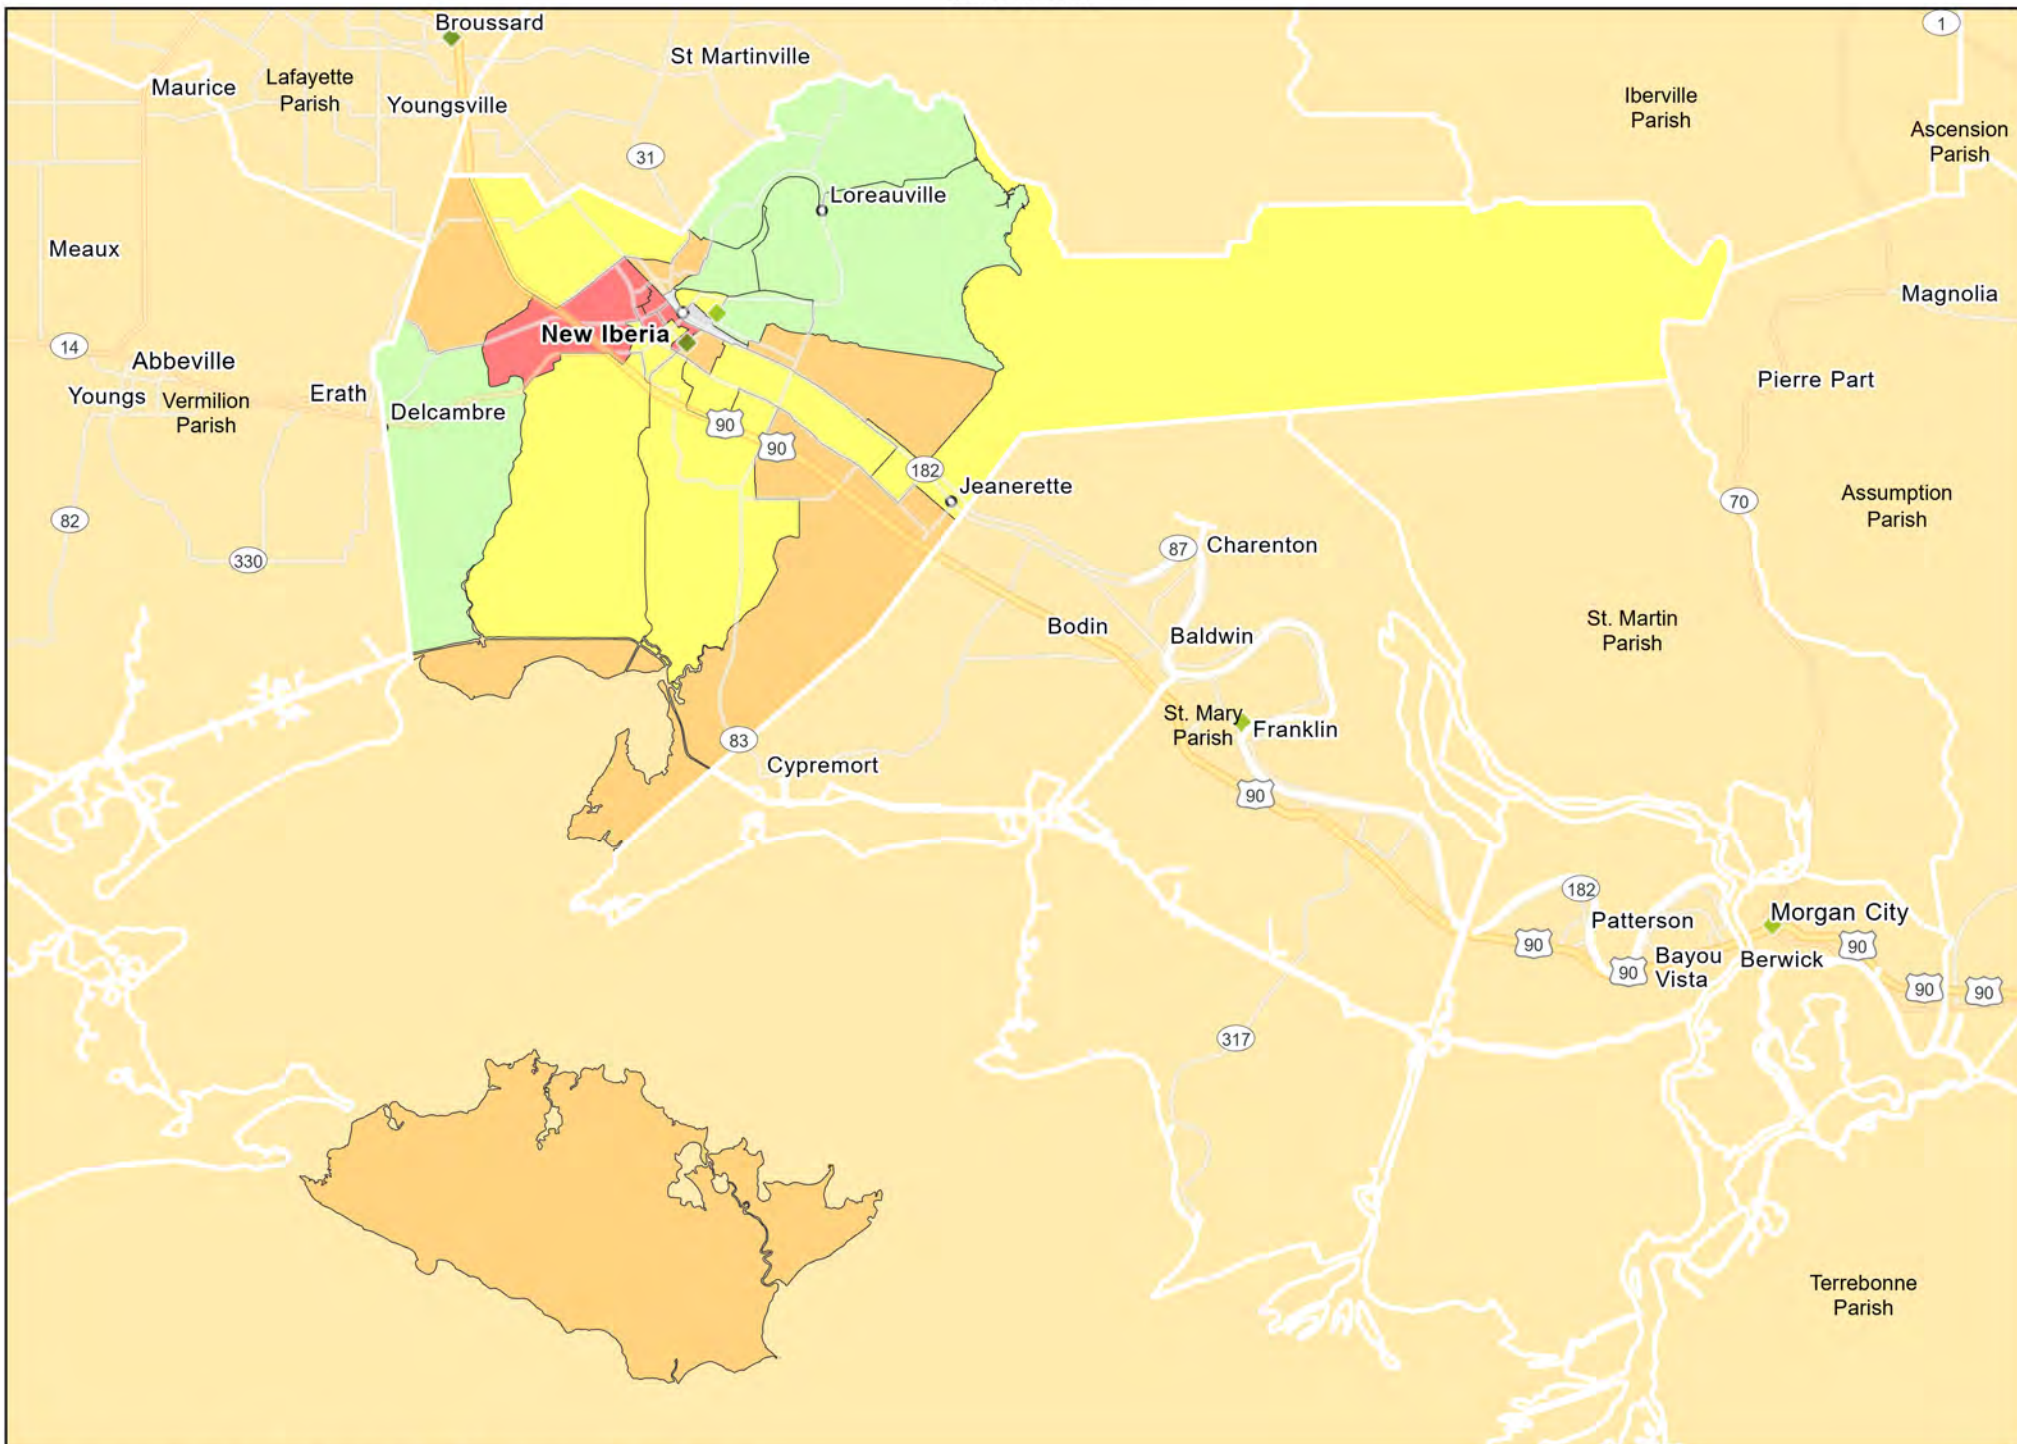 Broussard
1
St Martinville
Maurice
Lafayette
Parish
Youngsville
Iberville
Parish
Ascension
Parish
31
Loreauville
Meaux
Magnolia
New Iberia
14
Abbeville
Youngs
Vermilion
Parish
Erath
Delcambre
Pierre Part
90
90
182
Jeanerette
70
Assumption
Parish
82
330
87
Charenton
Bodin
Baldwin
St. Martin
Parish
St. Mary
Parish
Franklin
83
Cypremort
90
182
Patterson
Morgan City
90
90
Bayou
Vista
Berwick
90
90
90
317
Terrebonne
Parish